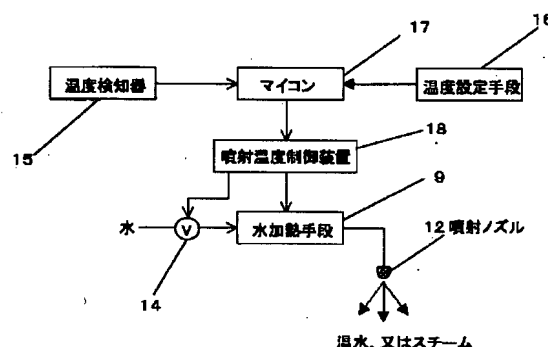 17
16
温度検知器
マイコン
温度設定手段
15
18
噴射温度制御装置
9
水
V
水加熱手段
12 噴射ノズル
14
温水、又はスチーム